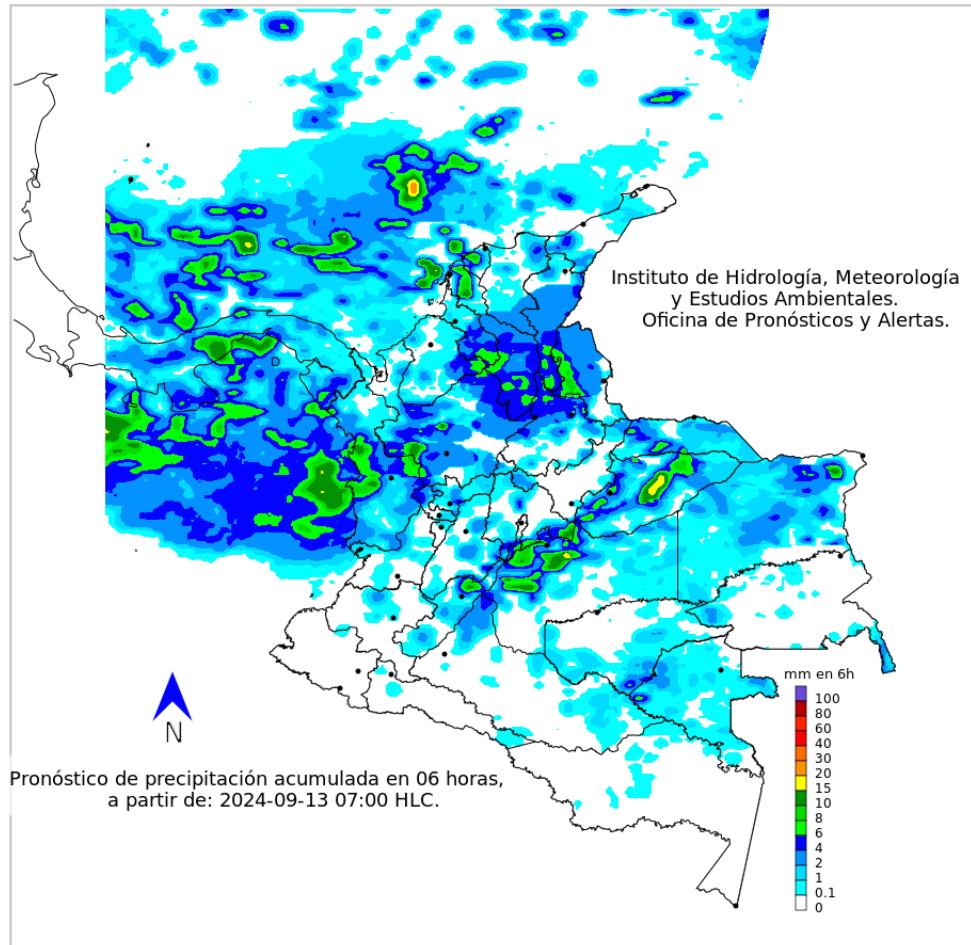 Instituto de Hidrología, Meteorología
y Estudios Ambientales.
Oficina de Pronósticos y Alertas.
mm en 6h
100
80
60
40
30
20
15
10
8
6
4
2
1
0.1
0
N
Pronóstico de precipitación acumulada en 06 horas,
a partir de: 2024-09-13 07:00 HLC.